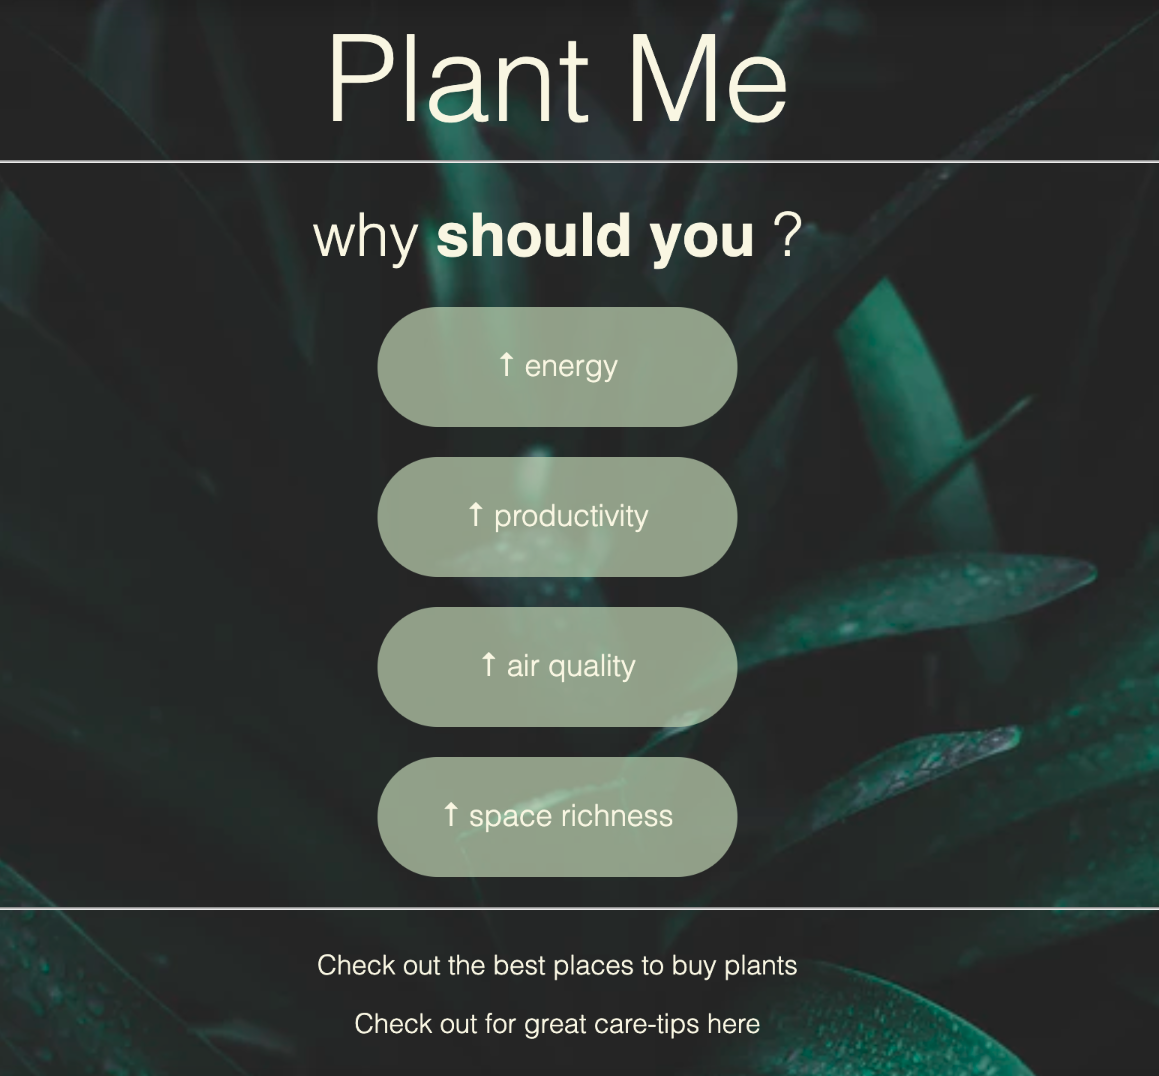 Plant Me
why should you ?
↑ energy
↑ productivity
↑ air quality
↑ space richness
Check out the best places to buy plants
Check out for great care-tips here